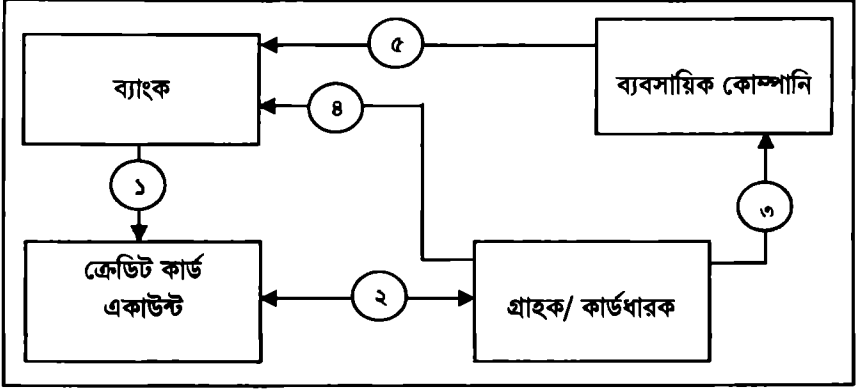 ৫
ব্যাংক
ব্যবসায়িক কোম্পানি
৪
১
৩
ক্রেডিট কার্ড
একাউন্ট
২
গ্রাহক/ কার্ডধারক